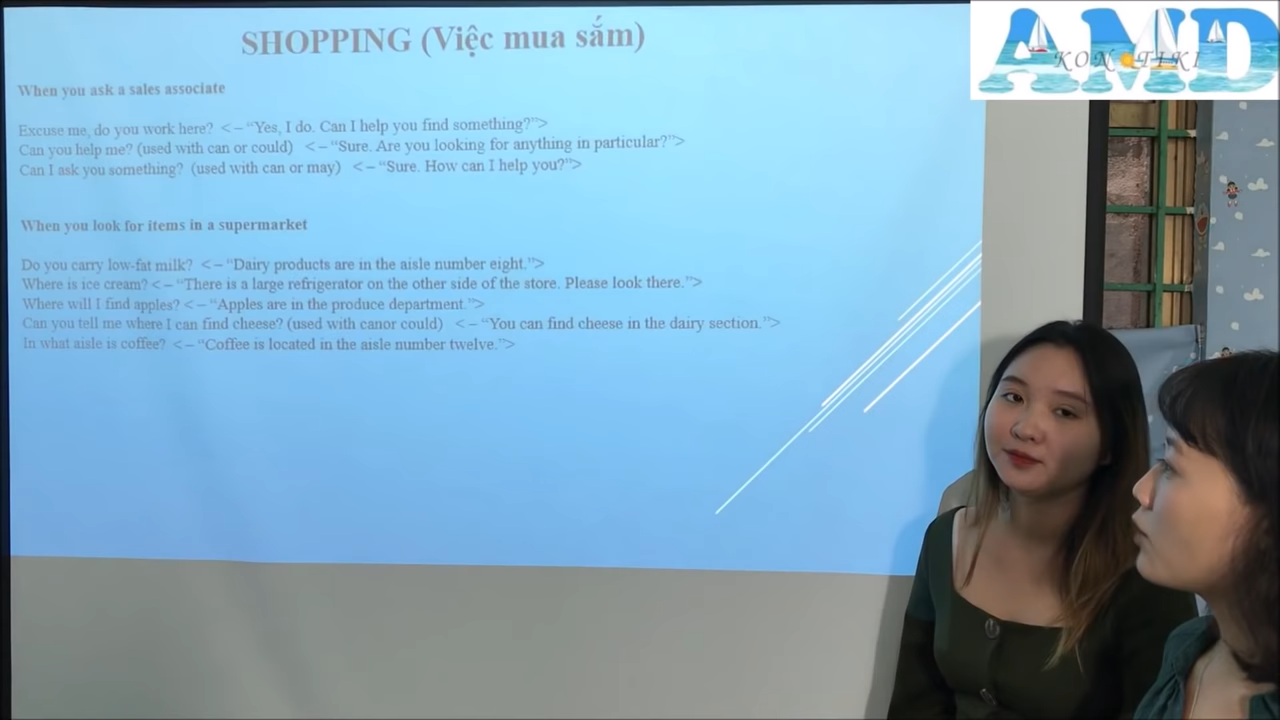 SHOPPING (Việc mua sắm)
AMD
KON TIKI
When you ask a sales associate
Excuse me, do you work here? <–“Yes, I do. Can I help you find something?”>
Can you help me? (used with can or could) <–“Sure. Are you looking for anything in particular?”>
Can I ask you something? (used with can or may) <–“Sure. How can I help you?”>
When you look for items in a supermarket
Do you carry low-fat milk? <–“Dairy products are in the aisle number eight.”>
Where is ice cream? <–“There is a large refrigerator on the other side of the store. Please look there.”>
Where will I find apples? <–“Apples are in the produce department.”>
Can you tell me where I can find cheese? (used with canor could) <–“You can find cheese in the dairy section.”>
In what aisle is coffee? <–“Coffee is located in the aisle number twelve.”>